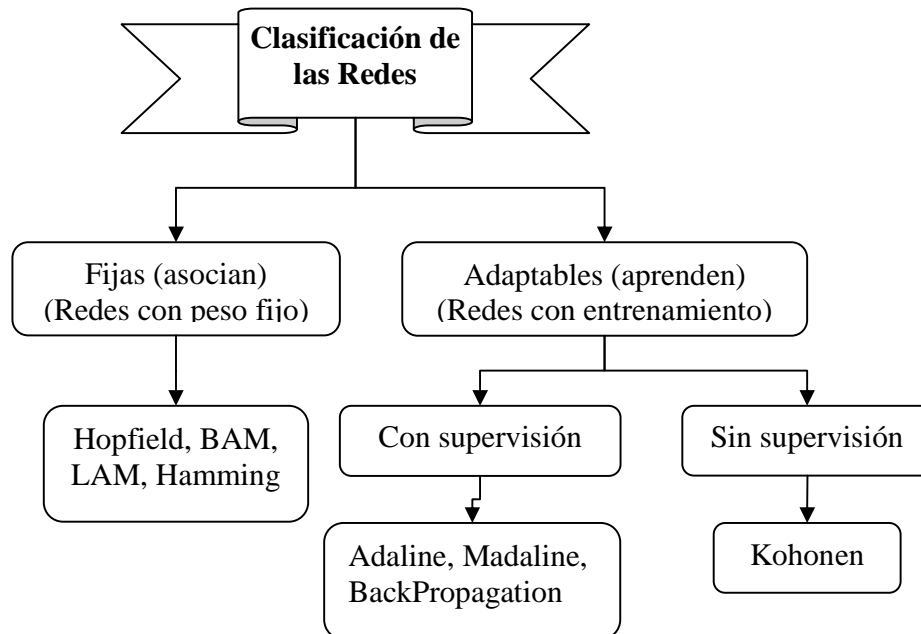 Clasificación de
las Redes
Fijas (asocian)
(Redes con peso fijo)
Adaptables (aprenden)
(Redes con entrenamiento)
Hopfield, BAM,
LAM, Hamming
Con supervisión
Sin supervisión
Adaline, Madaline,
BackPropagation
Kohonen